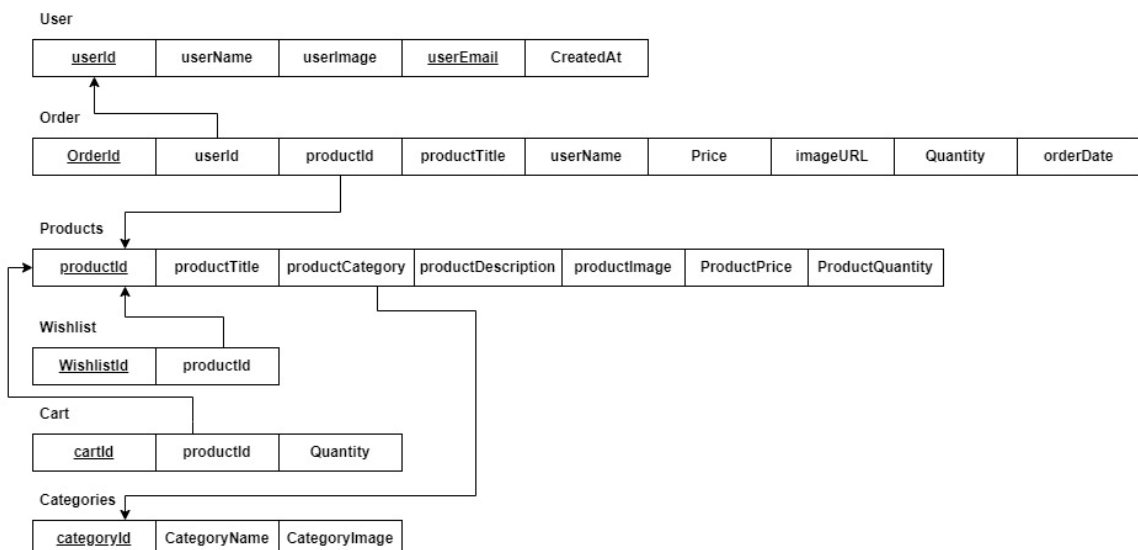 User
userId userName userImage userEmail CreatedAt
Order
OrderId userId productId productTitle userName Price imageURL Quantity orderDate
Products
productId productTitle productCategory productDescription productImage ProductPrice ProductQuantity
Wishlist
WishlistId productId
Cart
cartId productId Quantity
Categories
categoryId CategoryName CategoryImage